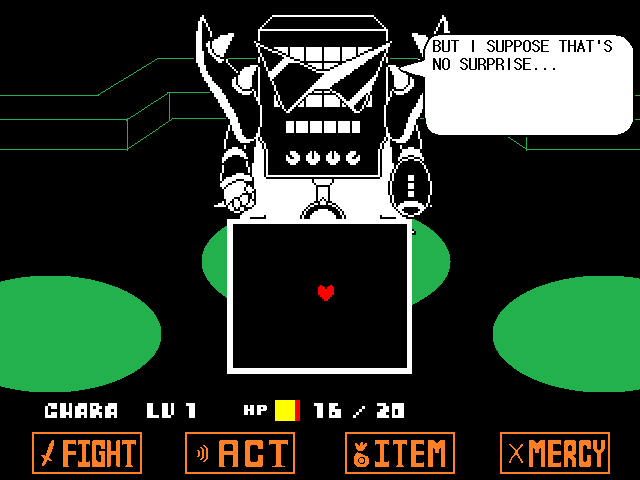 BUT I SUPPOSE THAT'S
NO SURPRISE...
CHARA LV 1 HP 16 / 20
FIGHT ACT ITEM MERCY